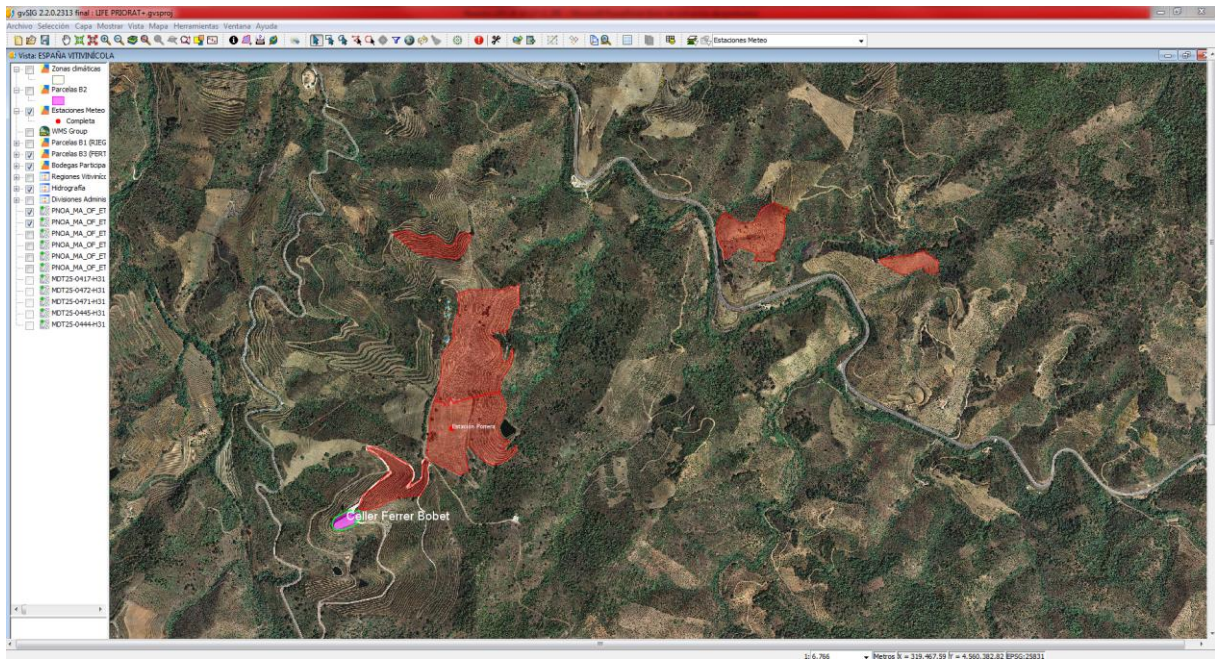 gvSIG 2.2.0.2313 final : LIFE PRIORAT+.gvsproj
Archivo Selección Capa Mostrar Vista Mapa Herramientas Ventana Ayuda
Estaciones Meteo
Vista: ESPAÑA VITIVINÍCOLA
Zonas climáticas
Parcelas B2
Estaciones Meteo
Completa
WMS Group
Parcelas B1 (RIEG
Parcelas B3 (FERT
Bodegas Participa
Regiones Vitiviníc
Hidrografía
Divisiones Adminis
PNOA_MA_OF_ET
PNOA_MA_OF_ET
PNOA_MA_OF_ET
PNOA_MA_OF_ET
PNOA_MA_OF_ET
PNOA_MA_OF_ET
MDT25-0417-H31
MDT25-0472-H31
MDT25-0471-H31
MDT25-0445-H31
MDT25-0444-H31
Estación Porrera
Celler Ferrer Bobet
1: 6.766 Metros X = 319.467,59 Y = 4.560.382,82 EPSG:25831